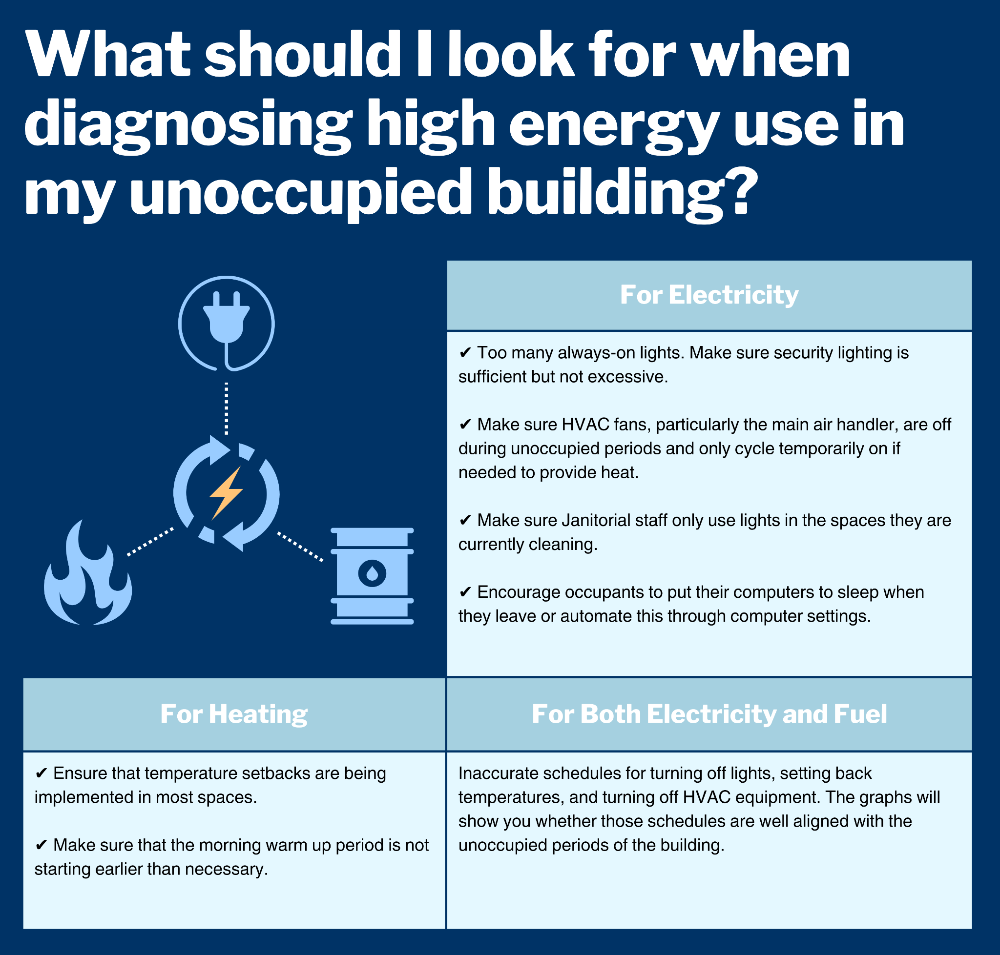 What should I look for when
diagnosing high energy use in
my unoccupied building?
For Electricity
✔ Too many always-on lights. Make sure security lighting is
sufficient but not excessive.
✔ Make sure HVAC fans, particularly the main air handler, are off
during unoccupied periods and only cycle temporarily on if
needed to provide heat.
✔ Make sure Janitorial staff only use lights in the spaces they are
currently cleaning.
✔ Encourage occupants to put their computers to sleep when
they leave or automate this through computer settings.
For Heating
✔ Ensure that temperature setbacks are being
implemented in most spaces.
✔ Make sure that the morning warm up period is not
starting earlier than necessary.
For Both Electricity and Fuel
Inaccurate schedules for turning off lights, setting back
temperatures, and turning off HVAC equipment. The graphs will
show you whether those schedules are well aligned with the
unoccupied periods of the building.